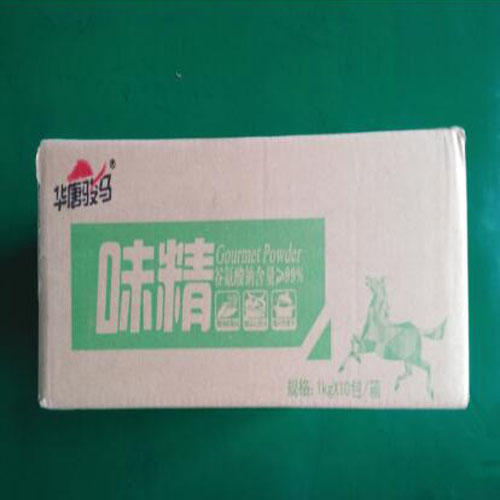 华唐骏马®
味精
Gourmet Powder
谷氨酸钠含量≥99%
规格：1kgX10包/箱